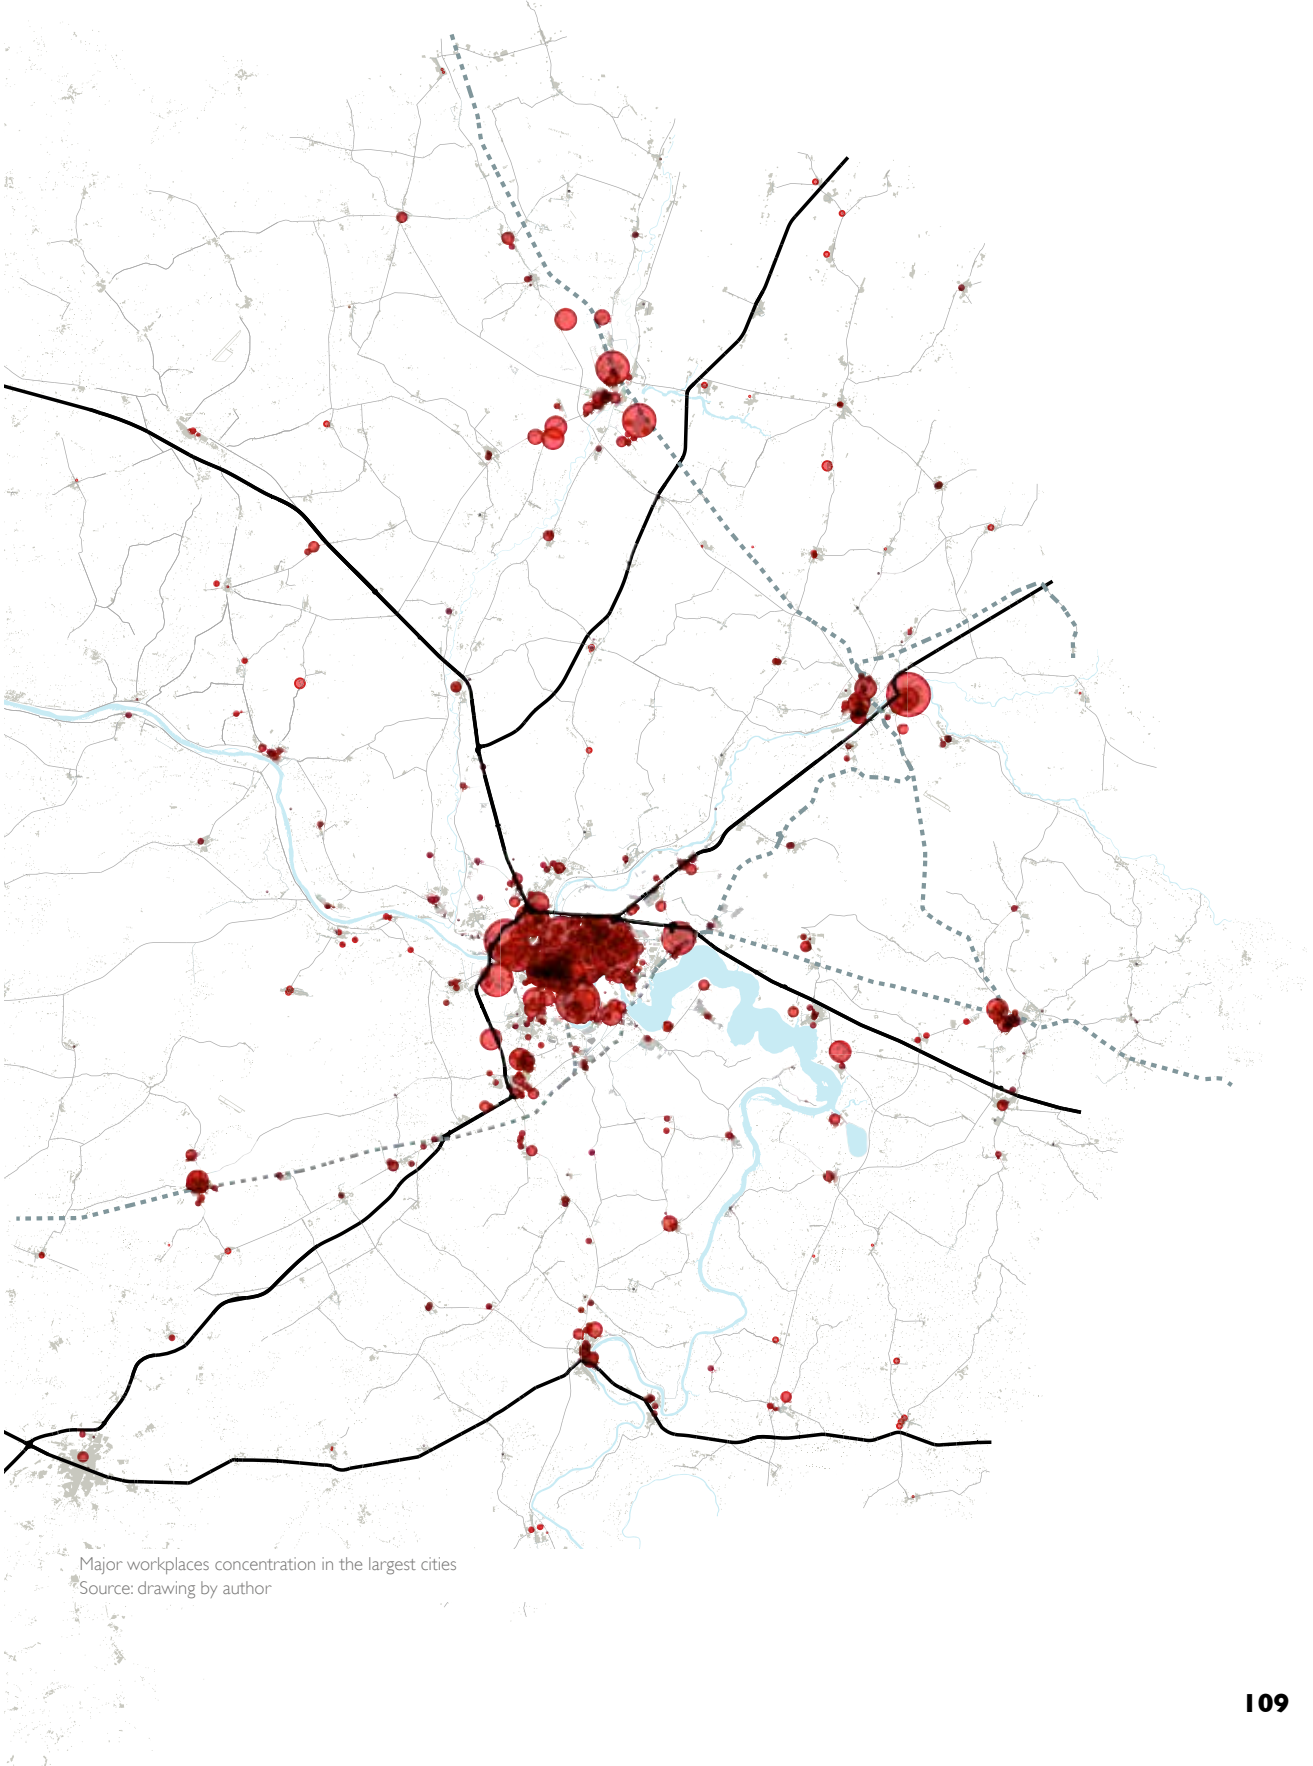 Major workplaces concentration in the largest cities
Source: drawing by author
109